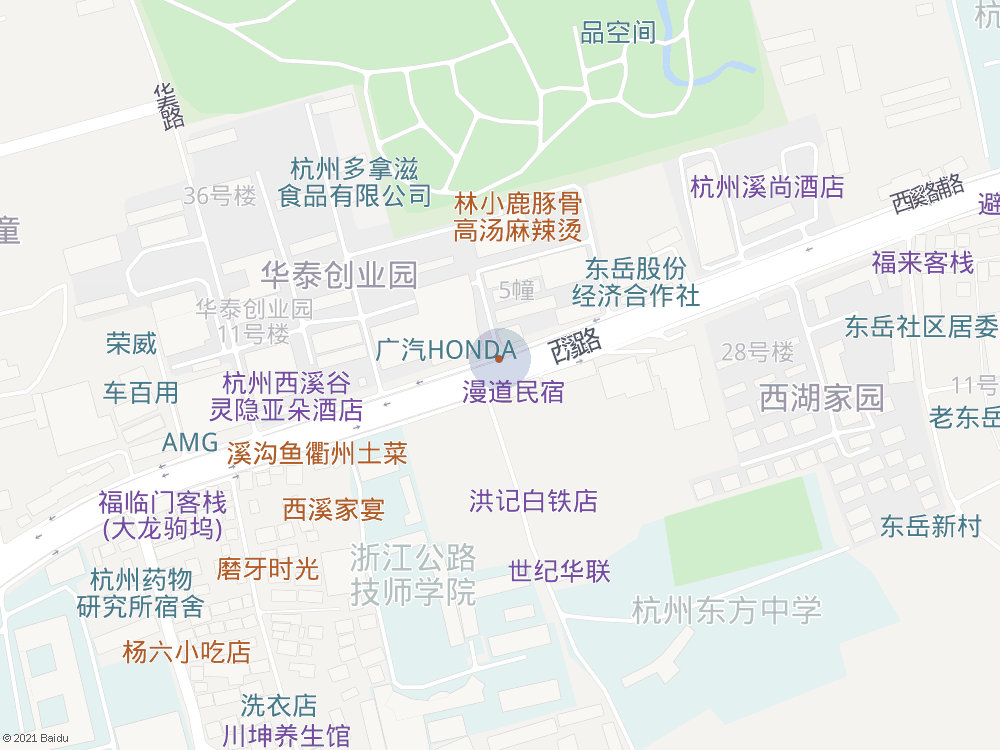 品空间
杭
华泰路
杭州多拿滋
食品有限公司
36号楼
林小鹿豚骨
高汤麻辣烫
杭州溪尚酒店
西溪路辅路
避
童
华泰创业园
5幢
东岳股份
经济合作社
福来客栈
华泰创业园
11号楼
荣威
广汽HONDA
西溪路
28号楼
东岳社区居委
车百用
杭州西溪谷
灵隐亚朵酒店
漫道民宿
西湖家园
11号
老东岳
AMG
溪沟鱼衢州土菜
福临门客栈
(大龙驹坞)
西溪家宴
洪记白铁店
东岳新村
浙江公路
技师学院
磨牙时光
世纪华联
杭州药物
研究所宿舍
杭州东方中学
杨六小吃店
洗衣店
川坤养生馆
© 2021 Baidu